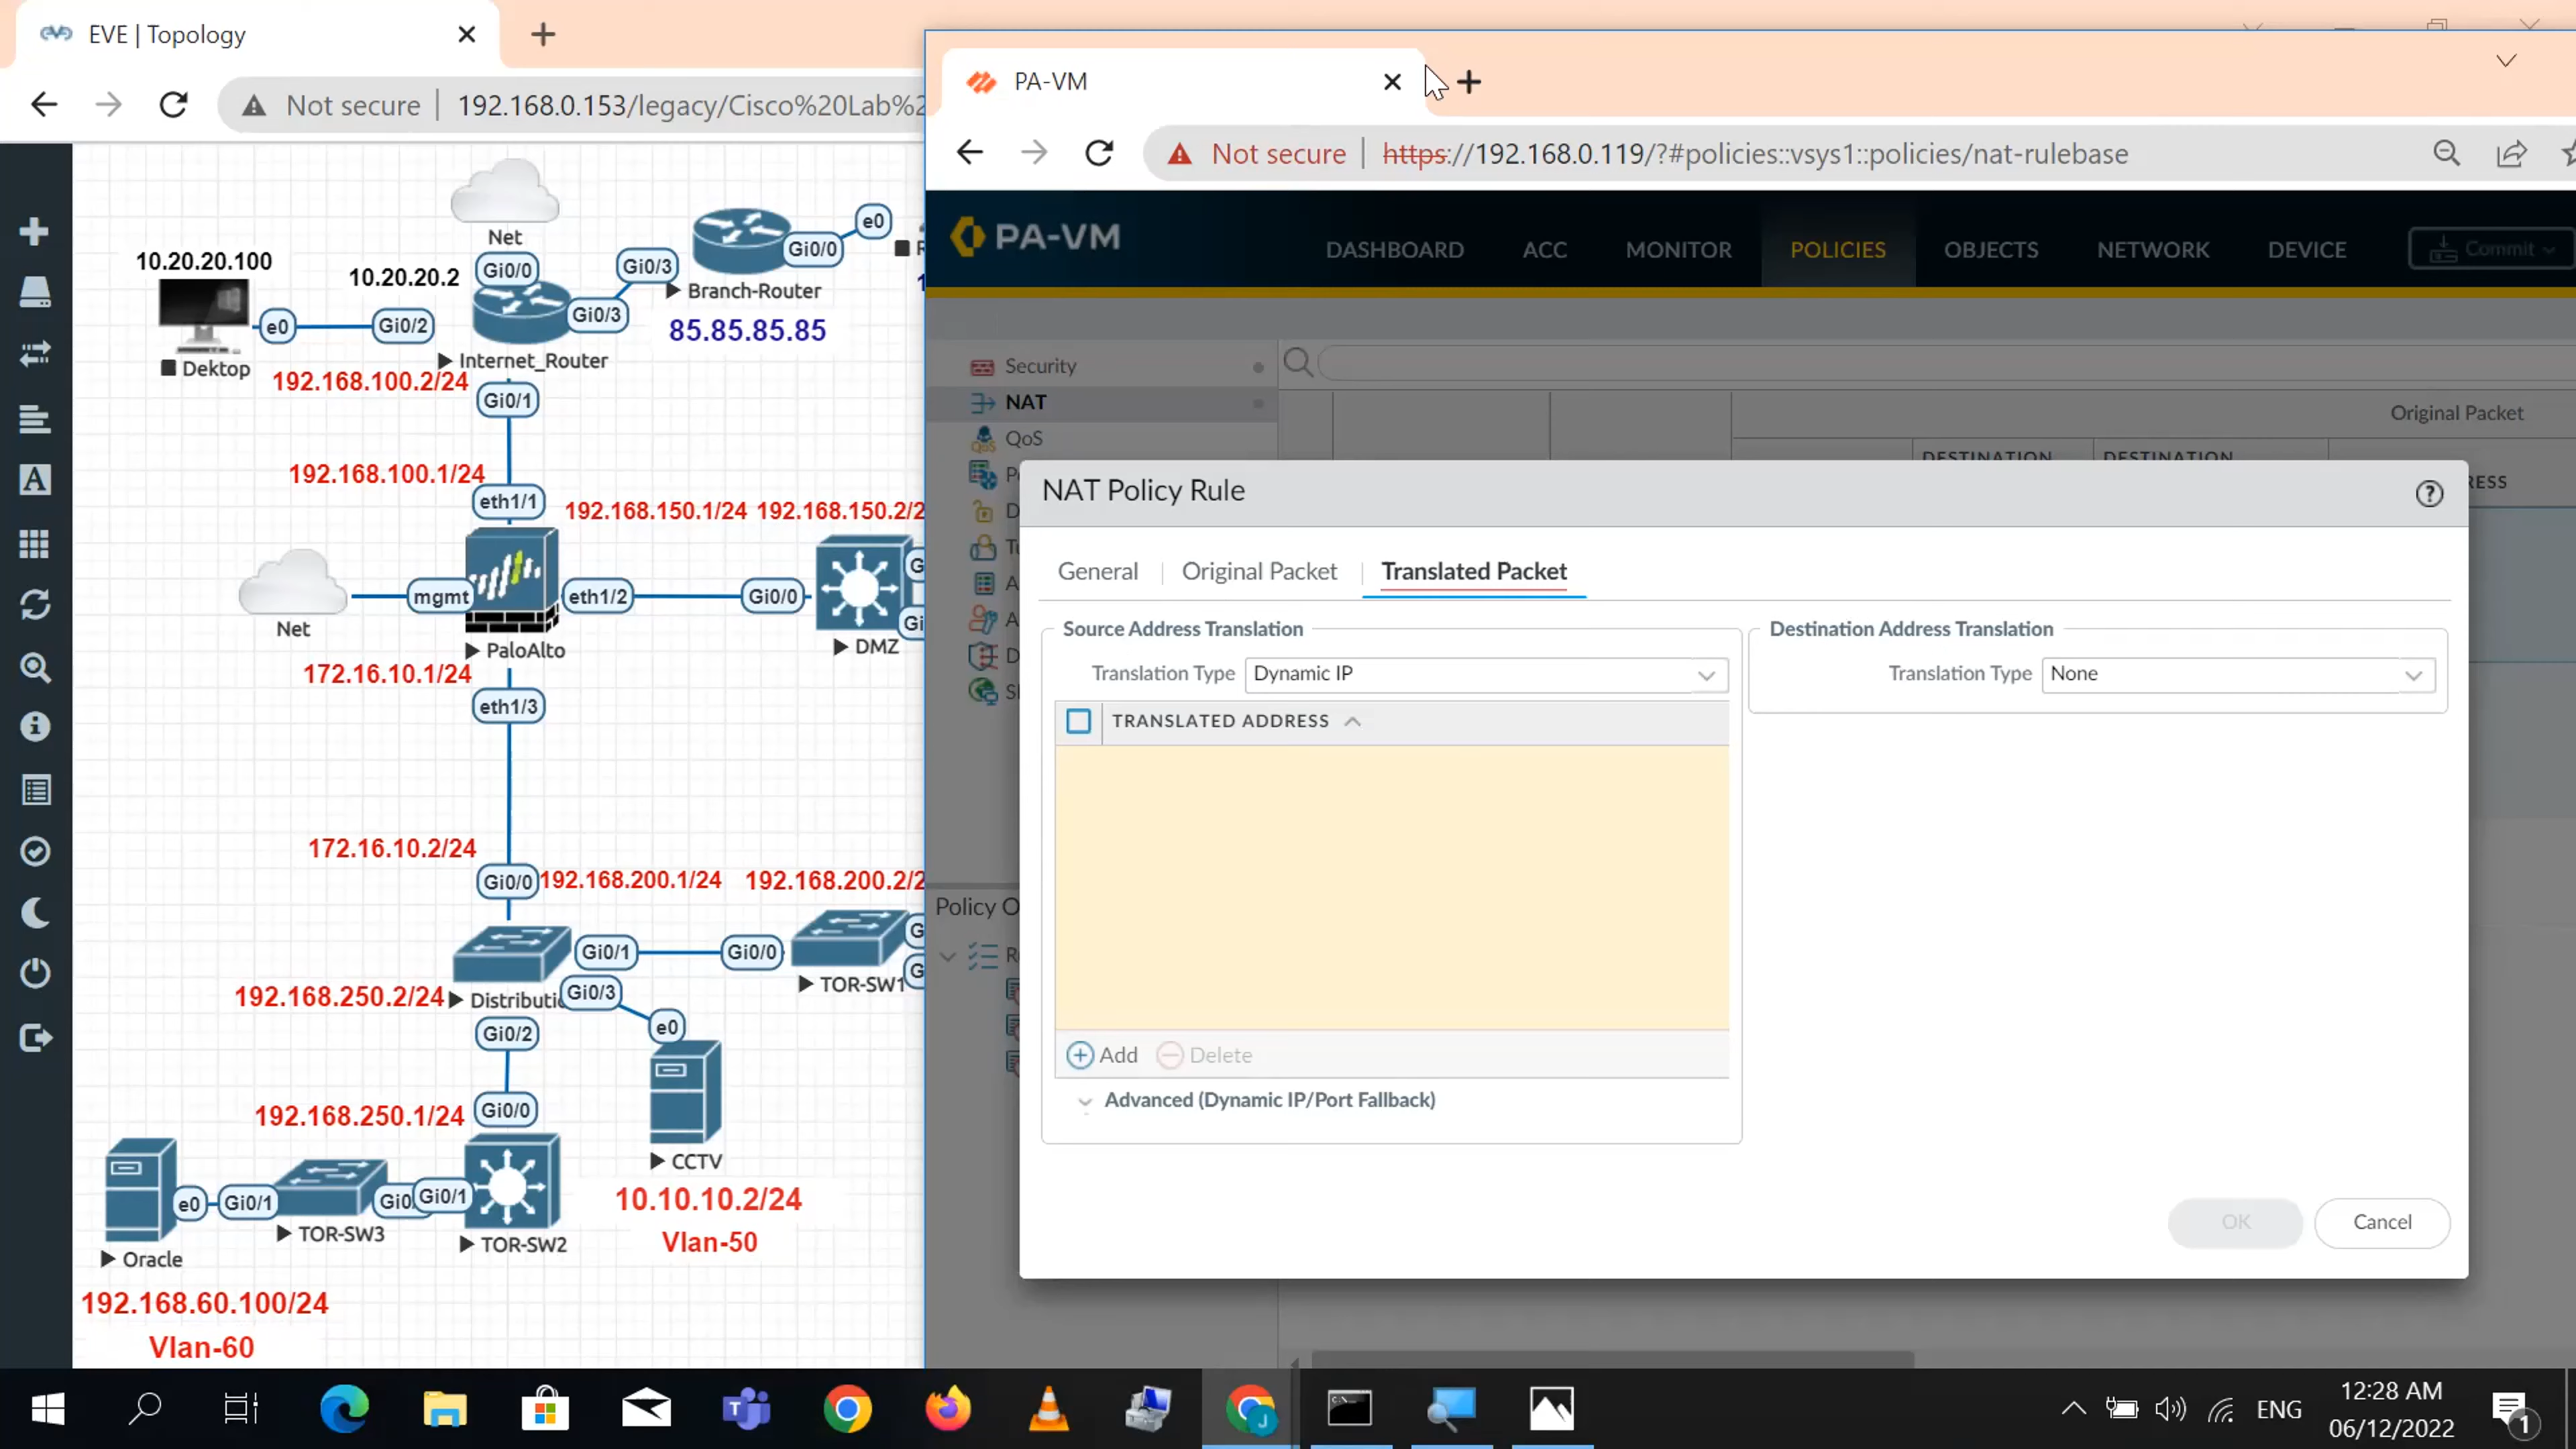 EVE | Topology
Not secure
192.168.0.153/legacy/Cisco%20Lab%2
PA-VM
Not secure
https://192.168.0.119/?#policies::vsys1::policies/nat-rulebase
PA-VM
DASHBOARD
ACC
MONITOR
POLICIES
OBJECTS
NETWORK
DEVICE
Commit
Net
10.20.20.100
10.20.20.2
Gi0/0
Gi0/3
Gi0/0
e0
Branch-Router
85.85.85.85
e0
Gi0/2
Gi0/3
Dektop
Internet_Router
192.168.100.2/24
Gi0/1
192.168.100.1/24
eth1/1
192.168.150.1/24
192.168.150.2/2
Net
mgmt
eth1/2
Gi0/0
PaloAlto
DMZ
172.16.10.1/24
eth1/3
172.16.10.2/24
Gi0/0
192.168.200.1/24
192.168.200.2/2
Gi0/1
Gi0/0
TOR-SW1
192.168.250.2/24
Distributi
Gi0/3
Gi0/2
e0
192.168.250.1/24
Gi0/0
CCTV
10.10.10.2/24
Vlan-50
e0
Gi0/1
Gi0/
Gi0/1
TOR-SW3
TOR-SW2
Oracle
192.168.60.100/24
Vlan-60
Security
NAT
QoS
Original Packet
DESTINATION
DESTINATION
RESS
Policy O
NAT Policy Rule
General
Original Packet
Translated Packet
Source Address Translation
Translation Type
Dynamic IP
TRANSLATED ADDRESS
Add
Delete
Advanced (Dynamic IP/Port Fallback)
Destination Address Translation
Translation Type
None
OK
Cancel
ENG
12:28 AM
06/12/2022
1